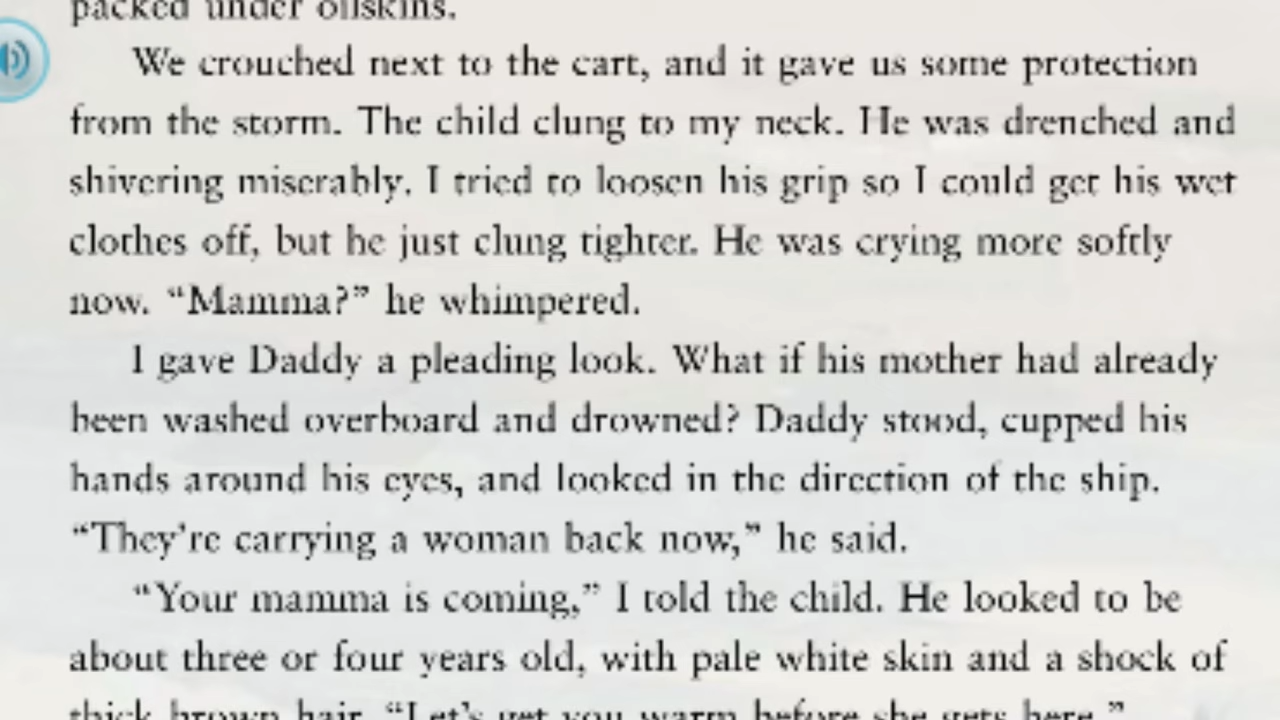 packed under oilskins.
We crouched next to the cart, and it gave us some protection
from the storm. The child clung to my neck. He was drenched and
shivering miserably. I tried to loosen his grip so I could get his wet
clothes off, but he just clung tighter. He was crying more softly
now. “Mamma?” he whimpered.
I gave Daddy a pleading look. What if his mother had already
been washed overboard and drowned? Daddy stood, cupped his
hands around his eyes, and looked in the direction of the ship.
“They’re carrying a woman back now,” he said.
“Your mamma is coming,” I told the child. He looked to be
about three or four years old, with pale white skin and a shock of
thick brown hair. “Let’s get you warm before she gets here.”